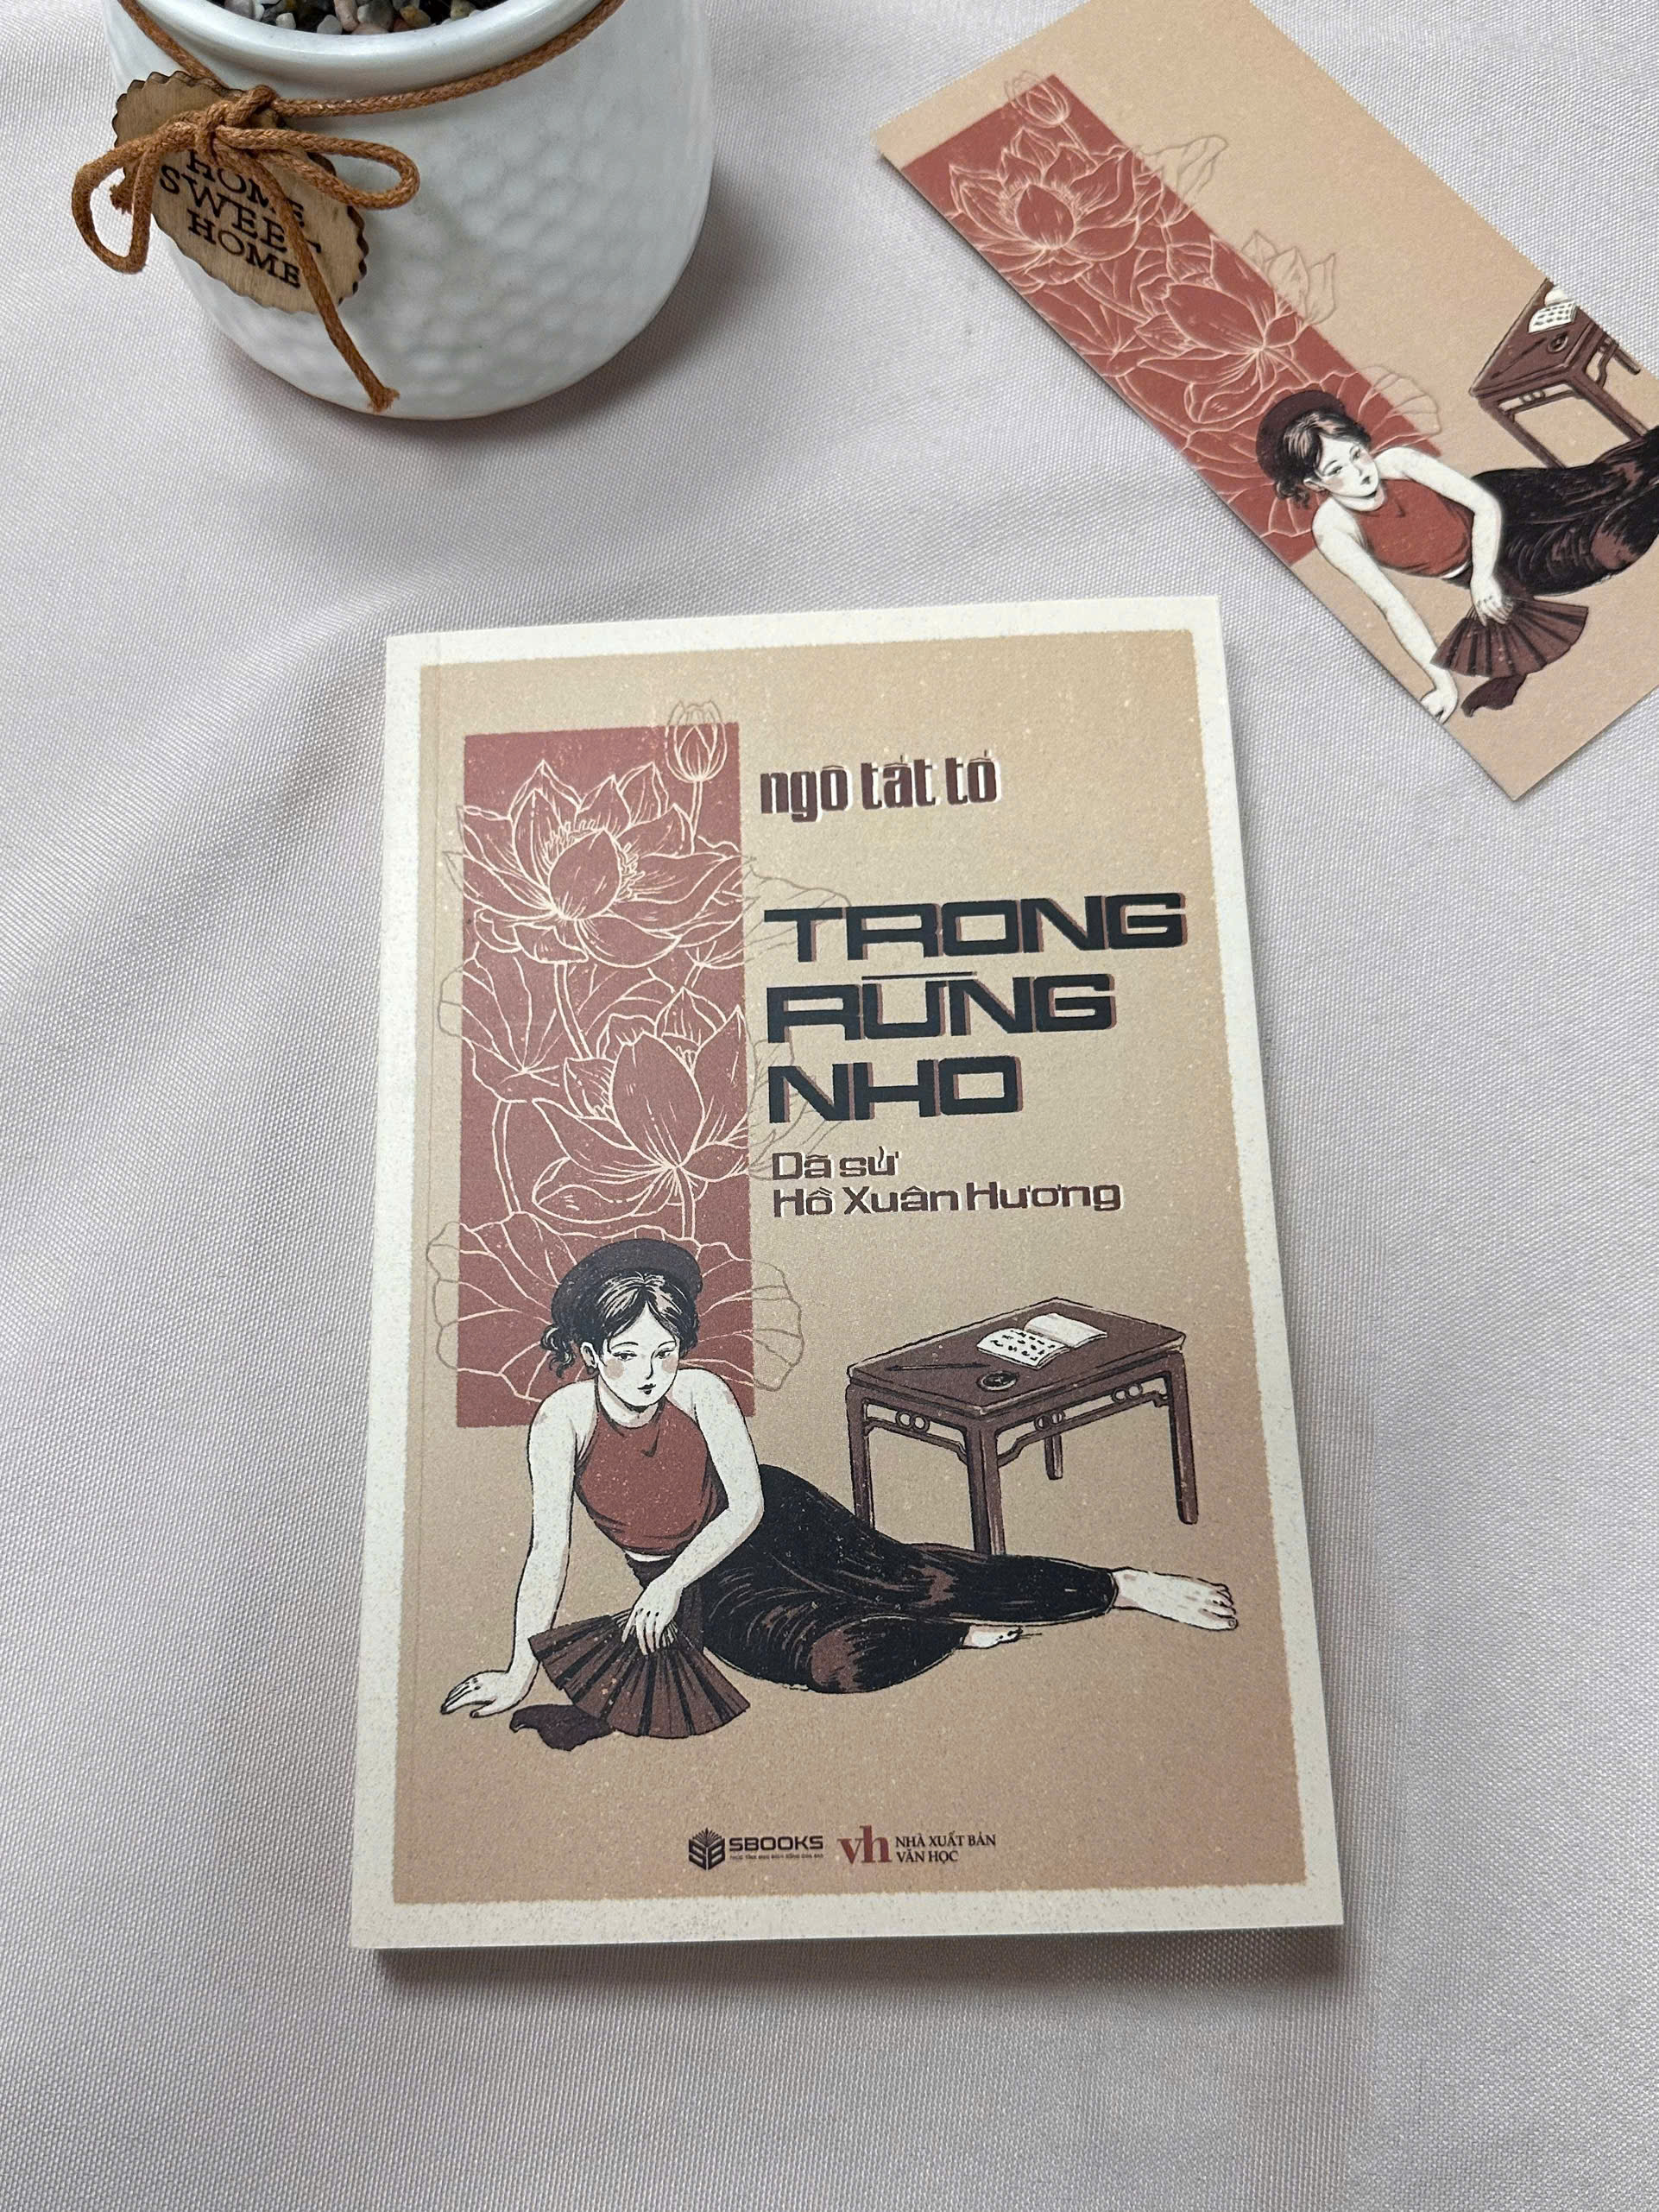 HOME
SWEET
HOME
ngô tất tố
TRONG
RỪNG
NHO
Dã sử
Hồ Xuân Hương
SBOOKS
vh NHÀ XUẤT BẢN
VĂN HỌC